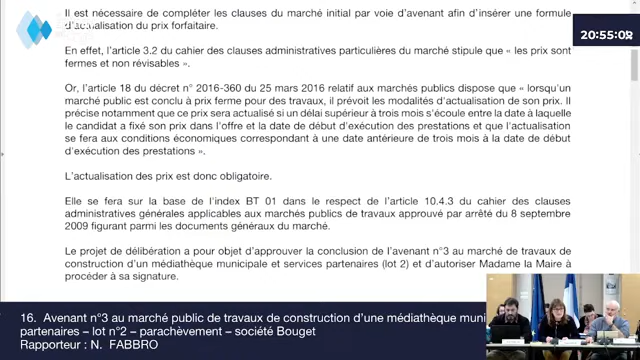 Il est nécessaire de compléter les clauses du marché initial par voie d'avenant afin d'insérer une formule
d'actualisation du prix forfaitaire.
20:55:02
En effet, l'article 3.2 du cahier des clauses administratives particulières du marché stipule que « les prix sont
fermes et non révisables ».
Or, l'article 18 du décret n° 2016-360 du 25 mars 2016 relatif aux marchés publics dispose que « lorsqu'un
marché public est conclu à prix ferme pour des travaux, il prévoit les modalités d'actualisation de son prix. Il
précise notamment que ce prix sera actualisé si un délai supérieur à trois mois s'écoule entre la date à laquelle
le candidat a fixé son prix dans l'offre et la date de début d'exécution des prestations et que l'actualisation
se fera aux conditions économiques correspondant à une date antérieure de trois mois à la date de début
d'exécution des prestations ».
L'actualisation des prix est donc obligatoire.
Elle se fera sur la base de l'index BT 01 dans le respect de l'article 10.4.3 du cahier des clauses
administratives générales applicables aux marchés publics de travaux approuvé par arrêté du 8 septembre
2009 figurant parmi les documents généraux du marché.
Le projet de délibération a pour objet d'approuver la conclusion de l'avenant n°3 au marché de travaux de
construction d'un médiathèque municipale et services partenaires (lot 2) et d'autoriser Madame la Maire à
procéder à sa signature.
16. Avenant n°3 au marché public de travaux de construction d'une médiathèque muni
partenaires – lot n°2 – parachèvement – société Bouget
Rapporteur : N. FABBRO